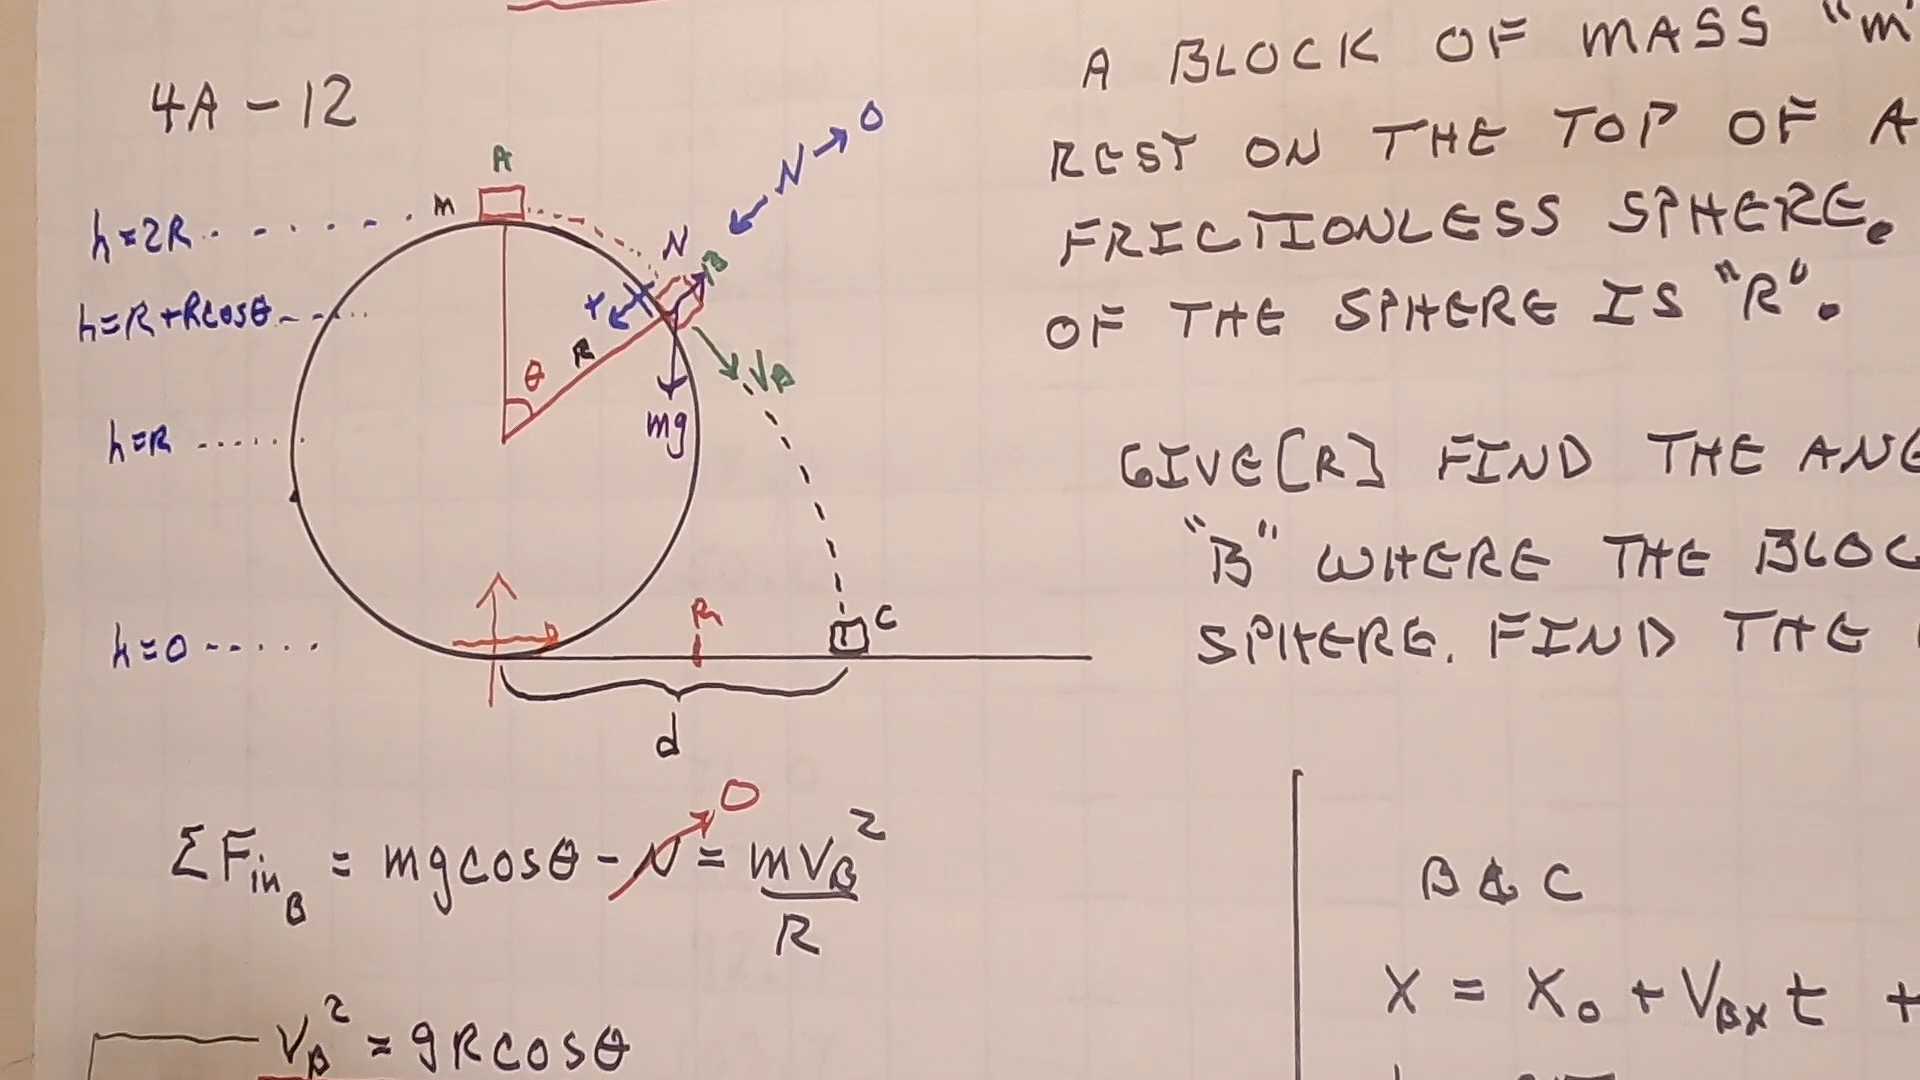 4A - 12
A BLOCK OF MASS "m"
REST ON THE TOP OF A
FRICTIONLESS SPHERE.
OF THE SPHERE IS "R".
GIVE[R] FIND THE
"B" WHERE THE
SPHERE. FIND THE
A
m
h=2R
h=R+Rcosθ
h=R
h=0
N → 0
N
B
+
R
θ
mg
VB
R
C
d
ΣFinB = mgcosθ - N = mVB²/R
0
VB² = gRcosθ
B & C
X = X0 + VBX t +